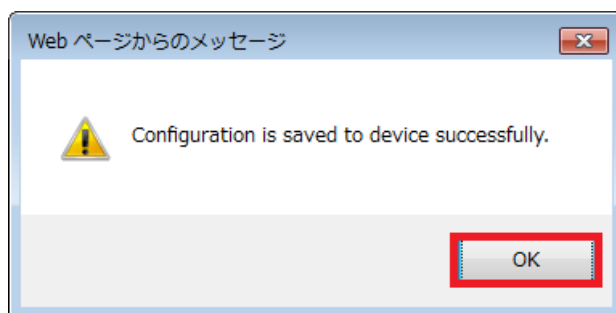 Web ページからのメッセージ
Configuration is saved to device successfully.
OK